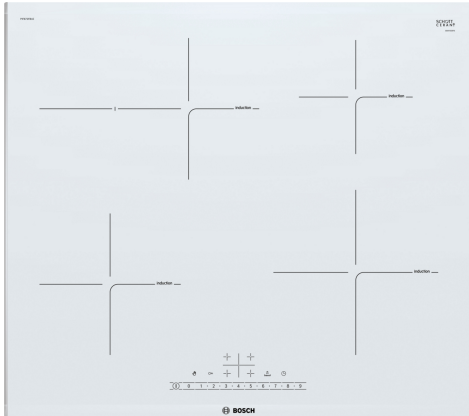 SCHOTT
CERAN®
induction
induction
induction
induction
0 · 1 · 2 · 3 · 4 · 5 · 6 · 7 · 8 · 9
BOSCH